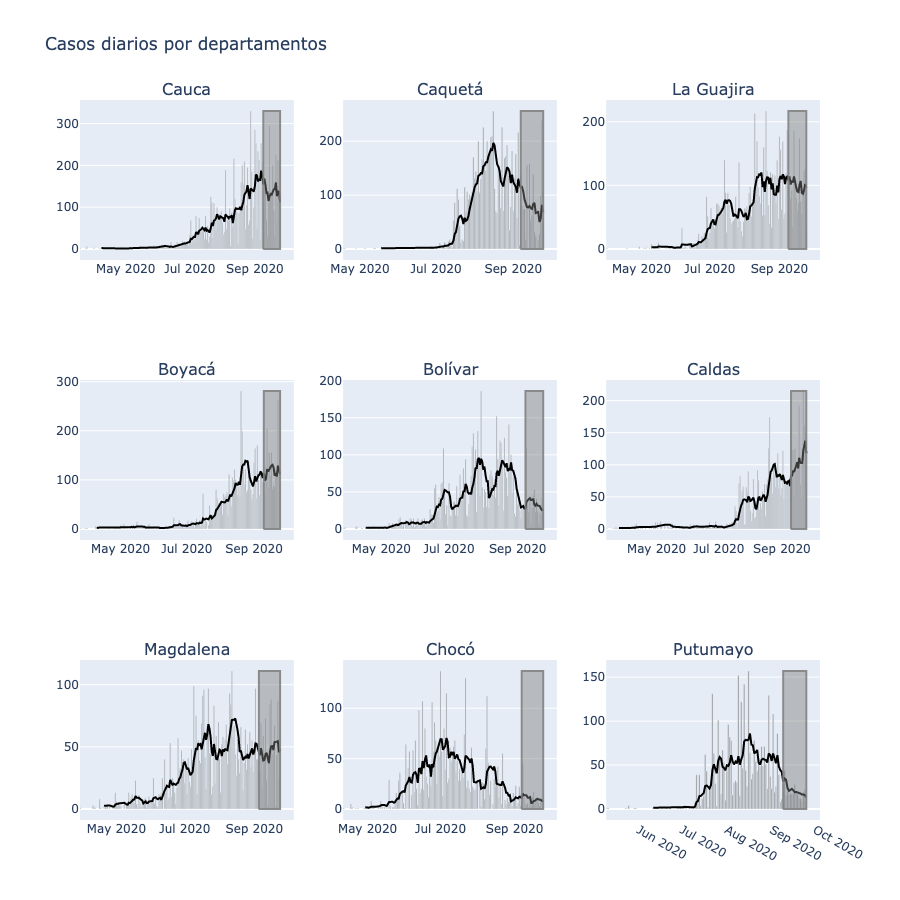 Casos diarios por departamentos
Cauca
300
200
100
0
May 2020 Jul 2020 Sep 2020
Caquetá
200
100
0
May 2020 Jul 2020 Sep 2020
La Guajira
200
100
0
May 2020 Jul 2020 Sep 2020
Boyacá
300
200
100
0
May 2020 Jul 2020 Sep 2020
Bolívar
200
150
100
50
0
May 2020 Jul 2020 Sep 2020
Caldas
200
150
100
50
0
May 2020 Jul 2020 Sep 2020
Magdalena
100
50
0
May 2020 Jul 2020 Sep 2020
Chocó
100
50
0
May 2020 Jul 2020 Sep 2020
Putumayo
150
100
50
0
Jun 2020 Jul 2020 Aug 2020 Sep 2020 Oct 2020